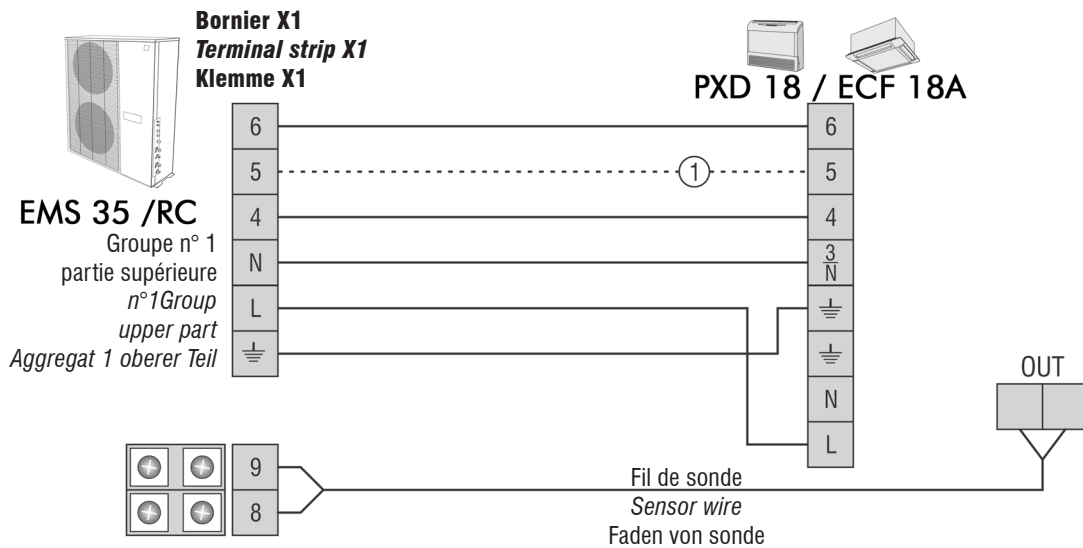 Bornier X1
Terminal strip X1
Klemme X1
PXD 18 / ECF 18A
EMS 35 /RC
Groupe n° 1
partie supérieure
n°1Group
upper part
Aggregat 1 oberer Teil
6
5
4
N
L
1
6
5
4
3
N
N
L
OUT
9
8
Fil de sonde
Sensor wire
Faden von sonde